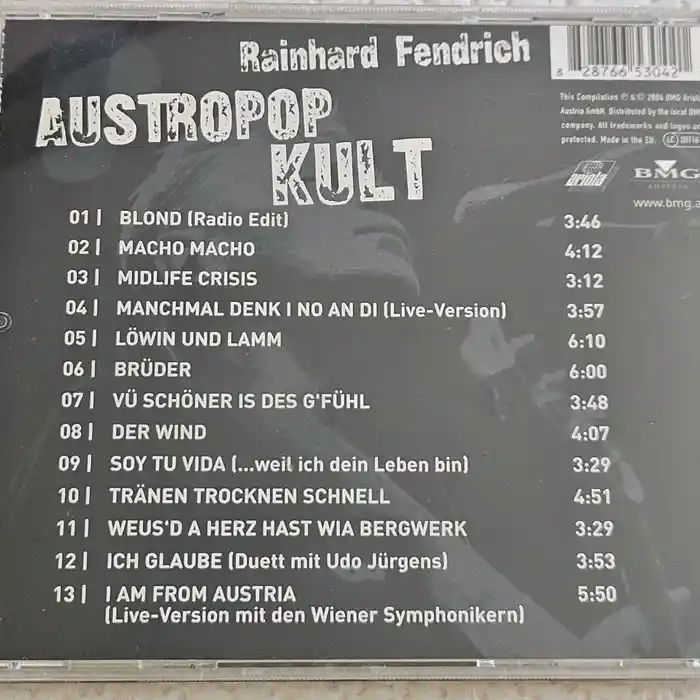 Rainhard Fendrich
AUSTROPOP
KULT
8 28766 53042
This Compilation ℗ & © 2004 BMG Ariola
Austria GmbH. Distributed by the local BMG
company. All trademarks and logos
protected. Made in the EU. LC
ariola
BMG
AUSTRIA
www.bmg.a
01 | BLOND (Radio Edit) 3:46
02 | MACHO MACHO 4:12
03 | MIDLIFE CRISIS 3:12
04 | MANCHMAL DENK I NO AN DI (Live-Version) 3:57
05 | LÖWIN UND LAMM 6:10
06 | BRÜDER 6:00
07 | VÜ SCHÖNER IS DES G'FÜHL 3:48
08 | DER WIND 4:07
09 | SOY TU VIDA (...weil ich dein Leben bin) 3:29
10 | TRÄNEN TROCKNEN SCHNELL 4:51
11 | WEUS'D A HERZ HAST WIA BERGWERK 3:29
12 | ICH GLAUBE (Duett mit Udo Jürgens) 3:53
13 | I AM FROM AUSTRIA 5:50
(Live-Version mit den Wiener Symphonikern)